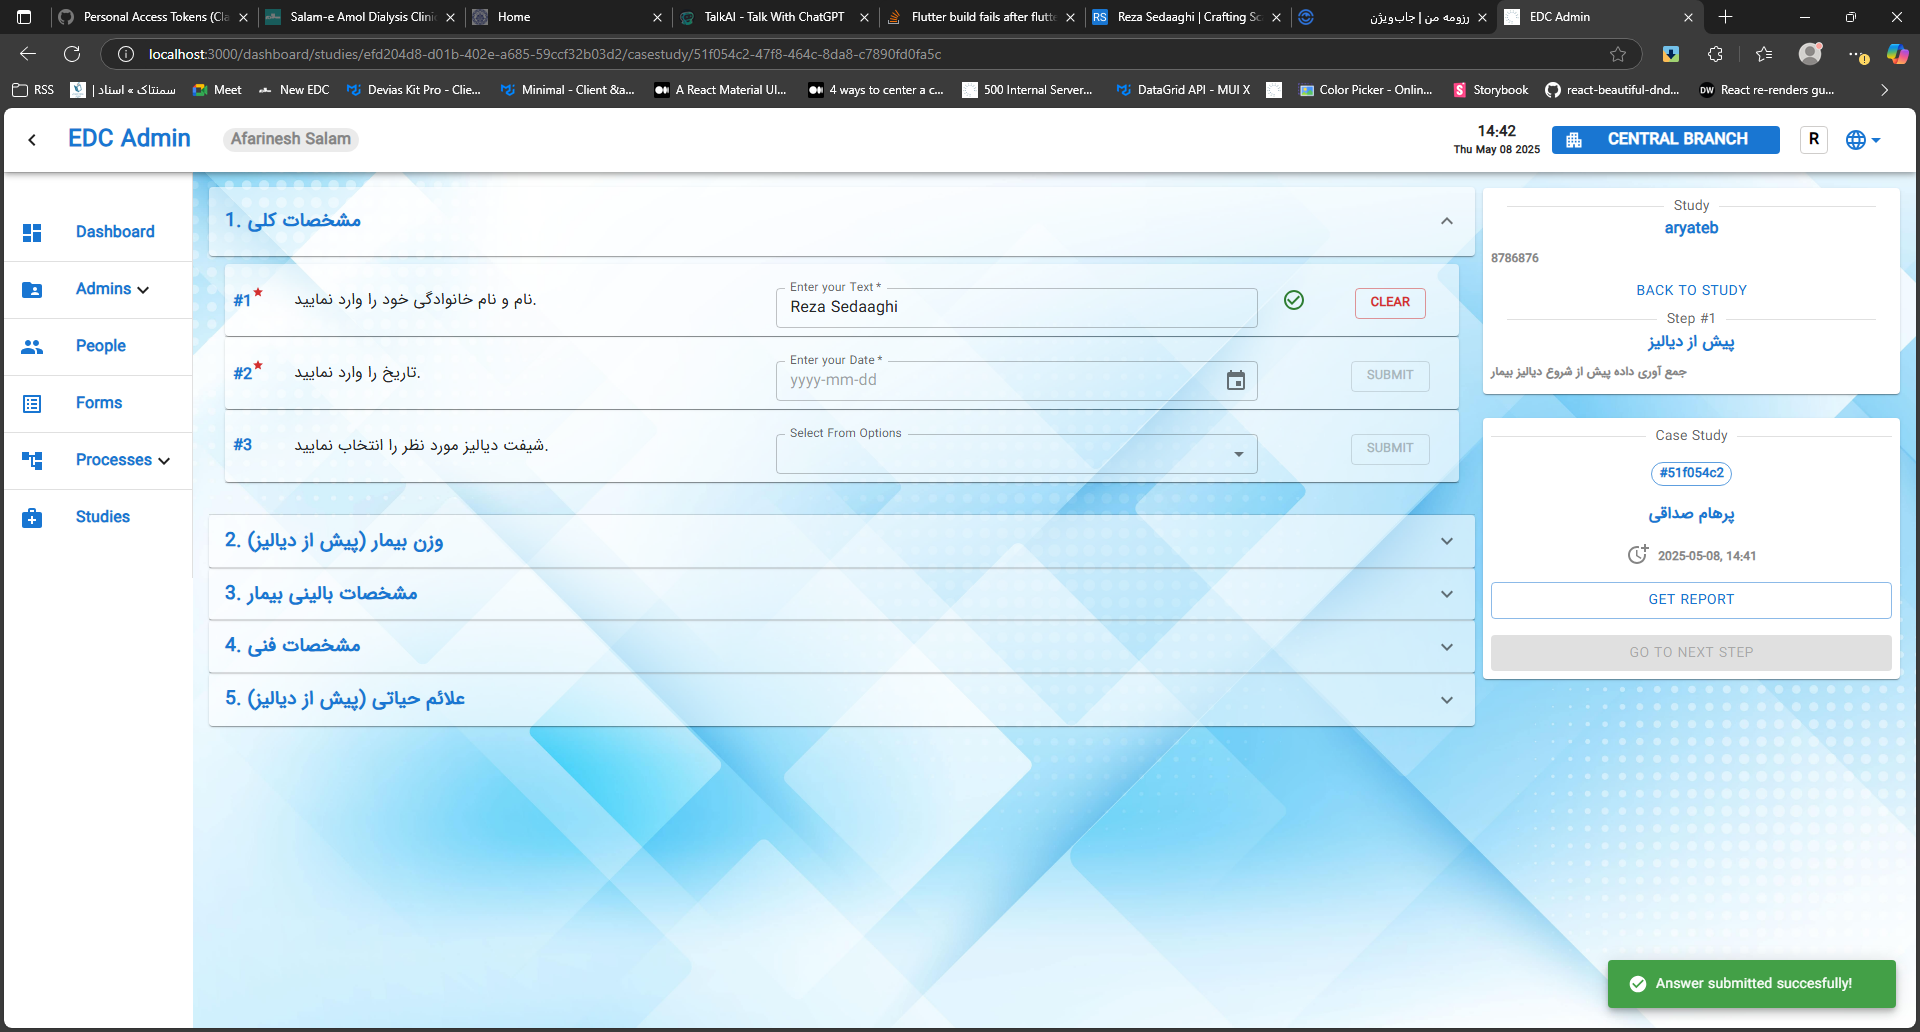 Personal Access Tokens (Cla
Salam-e Amol Dialysis Clinic
Home
TalkAI - Talk With ChatGPT
Flutter build fails after flutte
RS Reza Sedaaghi | Crafting Sc
رزومه من | جاب‌ویژن
EDC Admin
localhost:3000/dashboard/studies/efd204d8-d01b-402e-a685-59ccf32b03d2/casestudy/51f054c2-47f8-464c-8da8-c7890fd0fa5c
RSS
سمنتاک » اسناد |
Meet
New EDC
Devias Kit Pro - Clie...
Minimal - Client &a...
A React Material UI...
4 ways to center a c...
500 Internal Server...
DataGrid API - MUI X
Color Picker - Onlin...
Storybook
react-beautiful-dnd...
DW React re-renders gu...
EDC Admin
Afarinesh Salam
14:42
Thu May 08 2025
CENTRAL BRANCH
R
Dashboard
Admins
People
Forms
Processes
Studies
1. مشخصات کلی
#1* نام و نام خانوادگی خود را وارد نمایید.
Enter your Text *
Reza Sedaaghi
CLEAR
#2* تاریخ را وارد نمایید.
Enter your Date *
yyyy-mm-dd
SUBMIT
#3 شیفت دیالیز مورد نظر را انتخاب نمایید.
Select From Options
SUBMIT
2. وزن بیمار (پیش از دیالیز)
3. مشخصات بالینی بیمار
4. مشخصات فنی
5. علائم حیاتی (پیش از دیالیز)
Study
aryateb
8786876
BACK TO STUDY
Step #1
پیش از دیالیز
جمع آوری داده پیش از شروع دیالیز بیمار
Case Study
#51f054c2
پرهام صداقی
2025-05-08, 14:41
GET REPORT
GO TO NEXT STEP
Answer submitted succesfully!